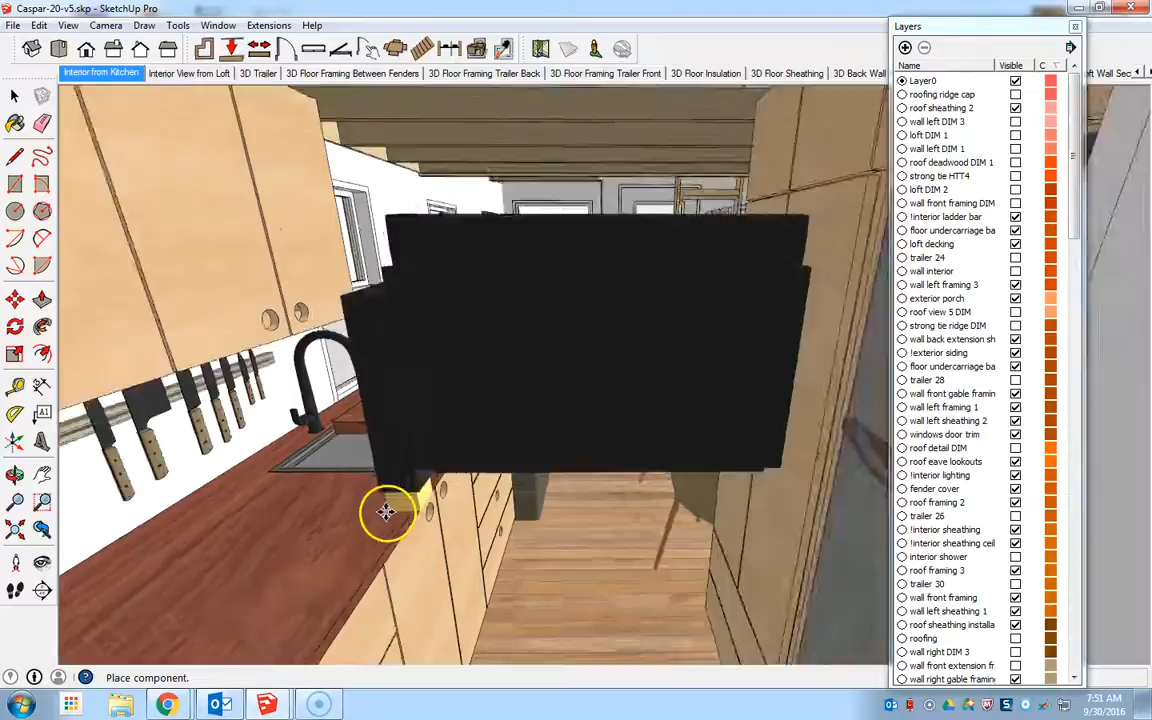 Caspar-20-v5.skp - SketchUp Pro
File Edit View Camera Draw Tools Window Extensions Help
Interior from Kitchen Interior View from Loft 3D Trailer 3D Floor Framing Between Fenders 3D Floor Framing Trailer Back 3D Floor Framing Trailer Front 3D Floor Insulation 3D Floor Sheathing 3D Back Wall
Wall Sec
Layers
Name Visible C
Layer0
roofing ridge cap
roof sheathing 2
wall left DIM 3
loft DIM 1
wall left DIM 1
roof deadwood DIM 1
strong tie HTT4
loft DIM 2
wall front framing DIM
!interior ladder bar
floor undercarriage ba
loft decking
trailer 24
wall interior
wall left framing 3
exterior porch
roof view 5 DIM
strong tie ridge DIM
wall back extension sh
!exterior siding
floor undercarriage ba
trailer 28
wall front gable framin
wall left framing 1
wall left sheathing 2
windows door trim
roof detail DIM
roof eave lookouts
!interior lighting
fender cover
roof framing 2
trailer 26
!interior sheathing
!interior sheathing ceil
interior shower
roof framing 3
trailer 30
wall front framing
wall left sheathing 1
roof sheathing installa
roofing
wall right DIM 3
wall front extension fr
wall right gable framin
A1
Place component.
7:51 AM
9/30/2016